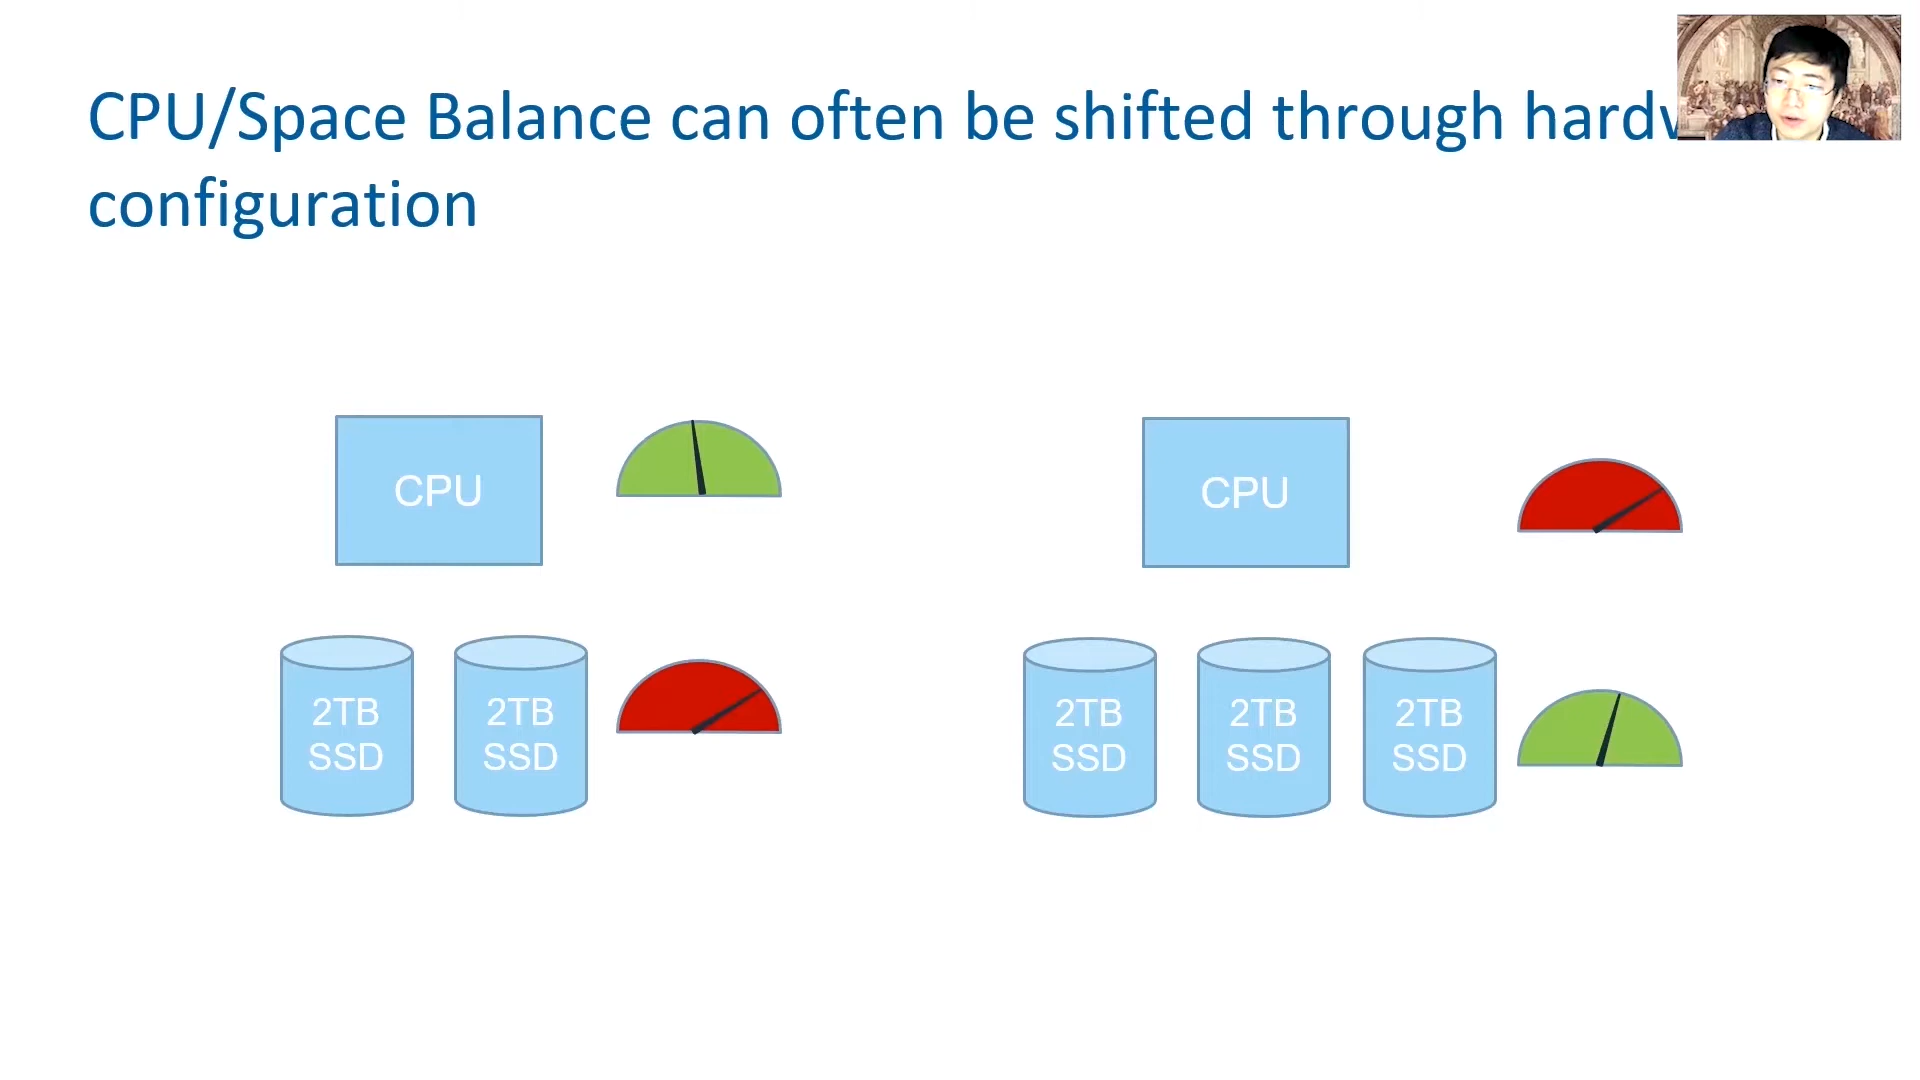 CPU/Space Balance can often be shifted through
configuration
CPU
CPU
2TB
SSD
2TB
SSD
2TB
SSD
2TB
SSD
2TB
SSD